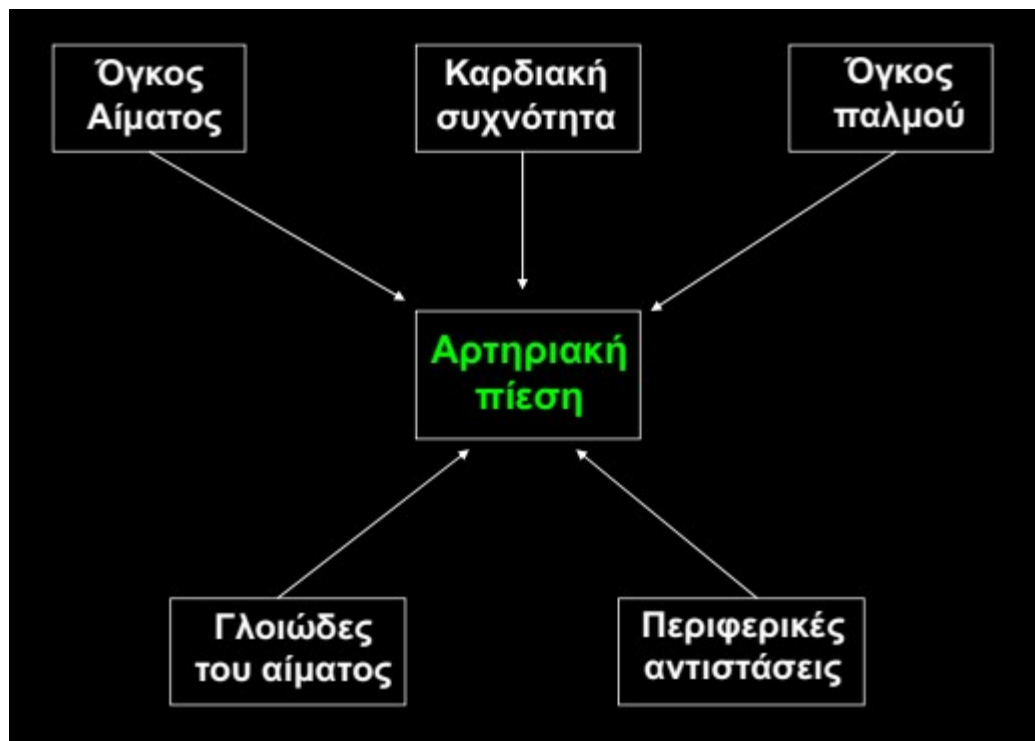 Όγκος
Αίματος
Καρδιακή
συχνότητα
Όγκος
παλμού
Αρτηριακή
πίεση
Γλοιώδες
του αίματος
Περιφερικές
αντιστάσεις